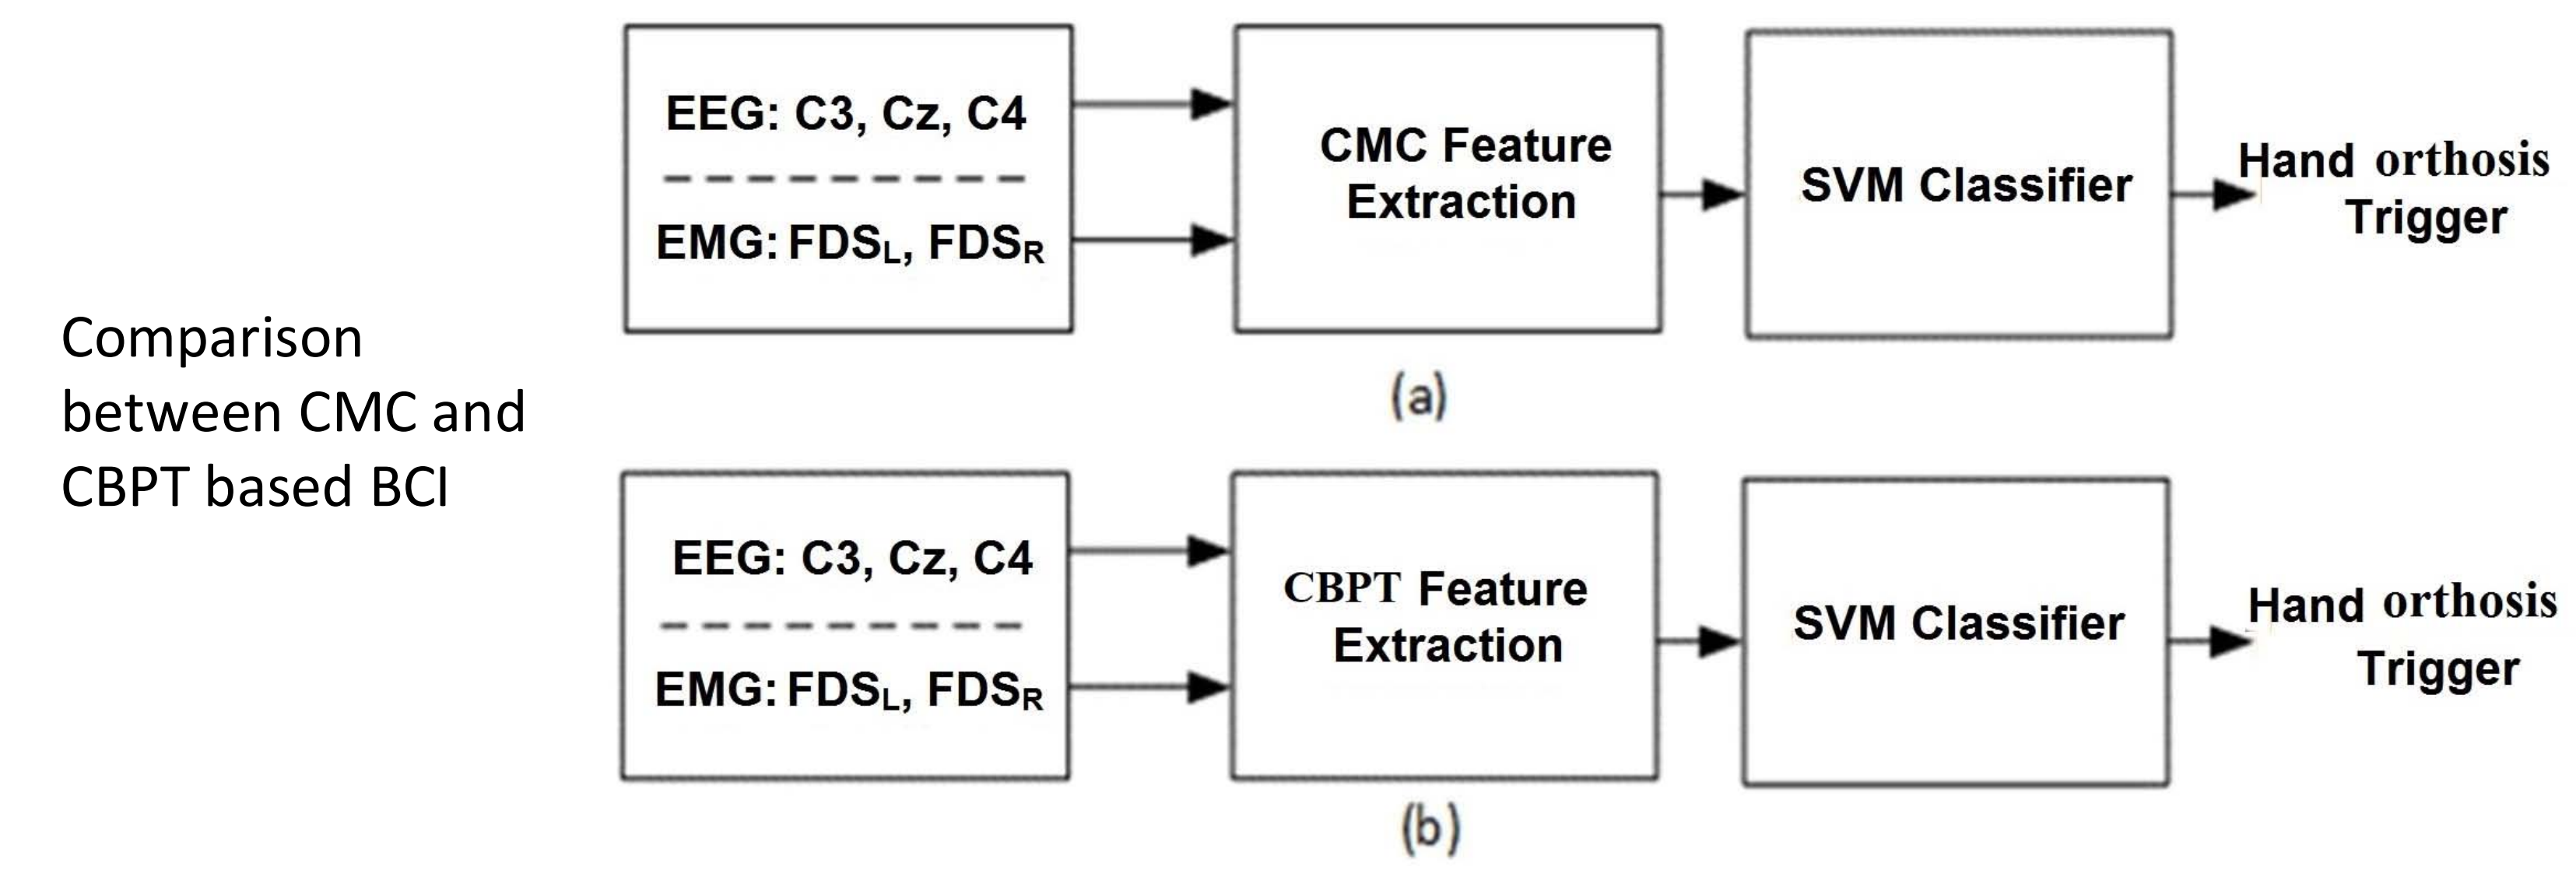 Comparison
between CMC and
CBPT based BCI
EEG: C3, Cz, C4
EMG: FDSL, FDSR
CMC Feature
Extraction
SVM Classifier
Hand orthosis
Trigger
(a)
EEG: C3, Cz, C4
EMG: FDSL, FDSR
CBPT Feature
Extraction
SVM Classifier
Hand orthosis
Trigger
(b)